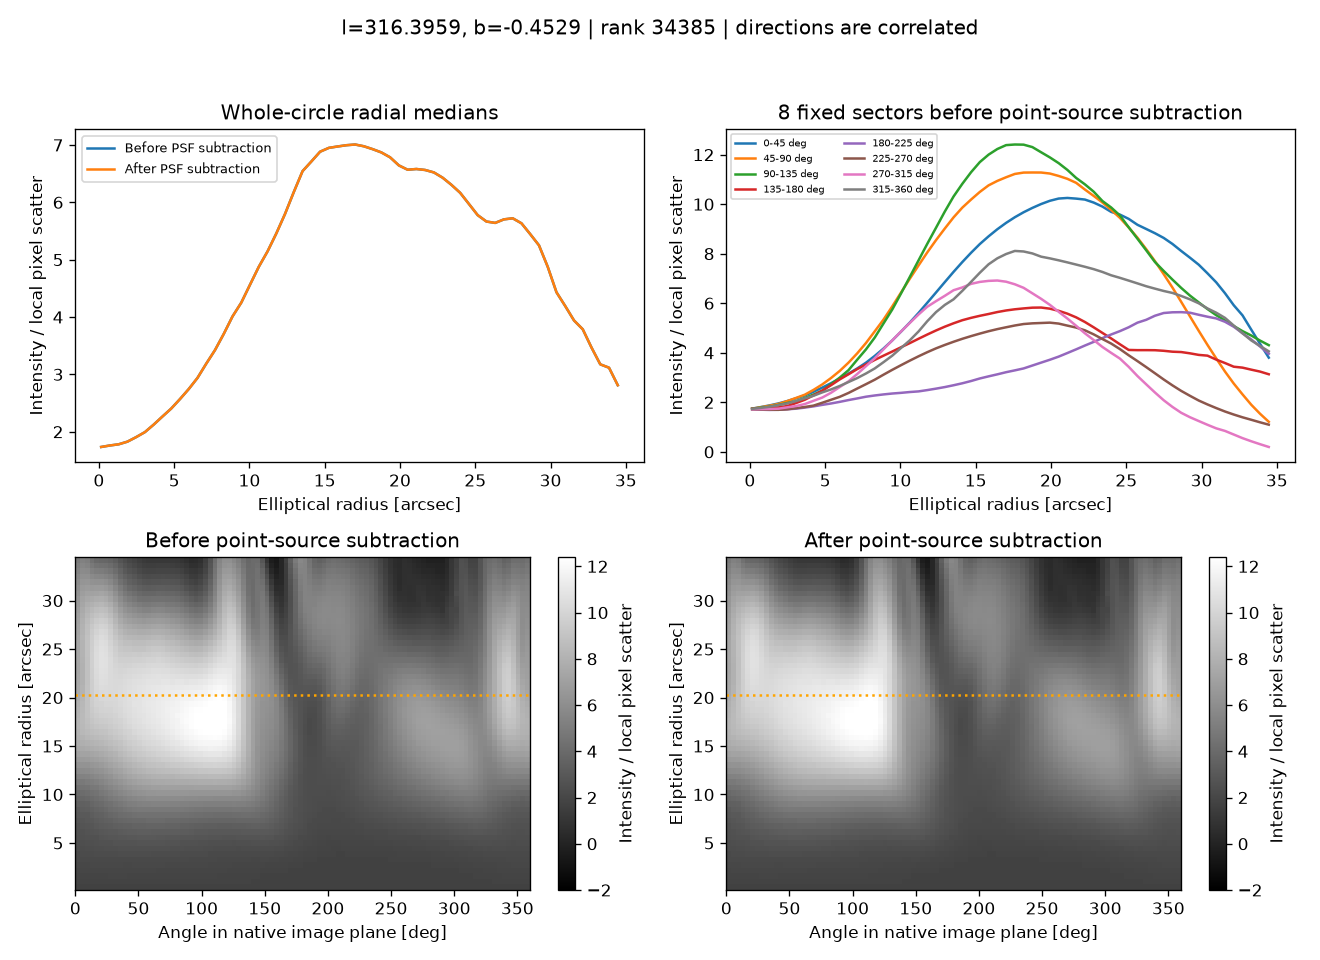 l=316.3959, b=-0.4529 | rank 34385 | directions are correlated
Whole-circle radial medians
Before PSF subtraction
After PSF subtraction
Intensity / local pixel scatter
7
6
5
4
3
2
0 5 10 15 20 25 30 35
Elliptical radius [arcsec]
8 fixed sectors before point-source subtraction
0-45 deg
45-90 deg
90-135 deg
135-180 deg
180-225 deg
225-270 deg
270-315 deg
315-360 deg
Intensity / local pixel scatter
12
10
8
6
4
2
0
0 5 10 15 20 25 30 35
Elliptical radius [arcsec]
Before point-source subtraction
Elliptical radius [arcsec]
30
25
20
15
10
5
0 50 100 150 200 250 300 350
Angle in native image plane [deg]
12
10
8
6
4
2
0
−2
Intensity / local pixel scatter
After point-source subtraction
Elliptical radius [arcsec]
30
25
20
15
10
5
0 50 100 150 200 250 300 350
Angle in native image plane [deg]
12
10
8
6
4
2
0
−2
Intensity / local pixel scatter